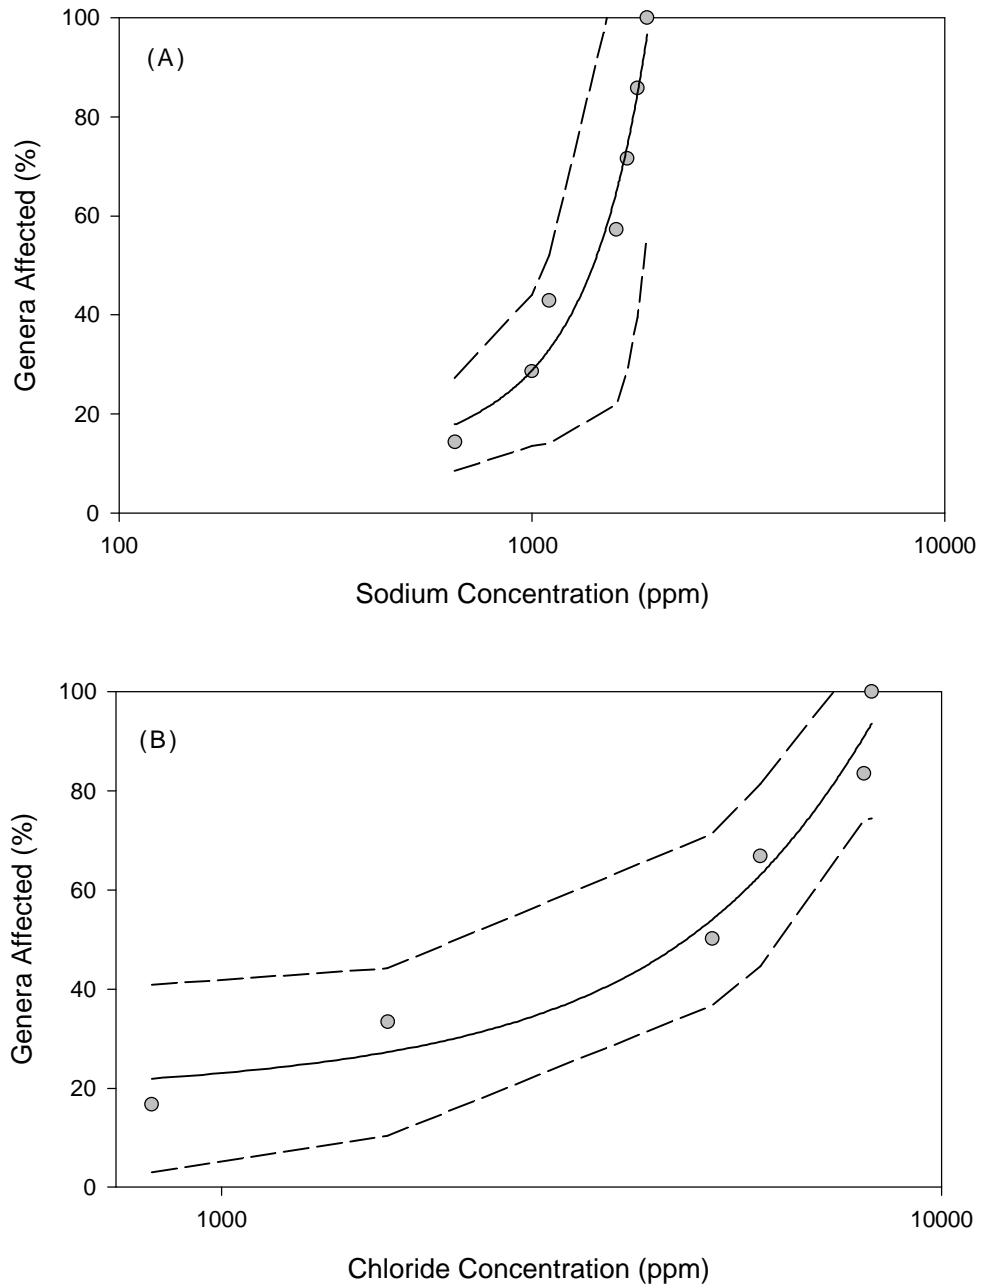 (A)
Genera Affected (%)
100
80
60
40
20
0
100
1000
10000
Sodium Concentration (ppm)
(B)
Genera Affected (%)
100
80
60
40
20
0
1000
10000
Chloride Concentration (ppm)